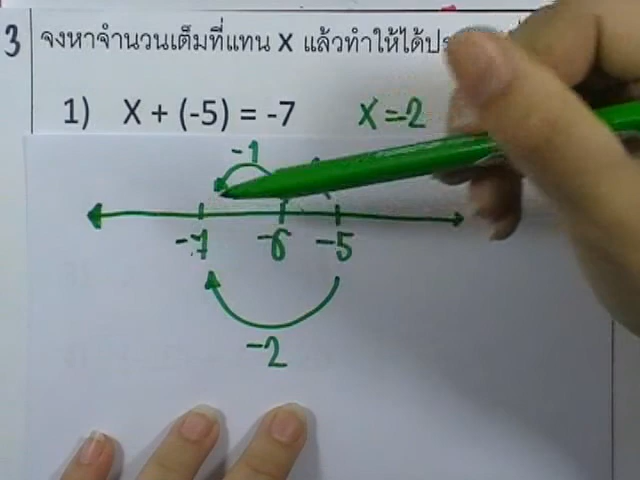 3 จงหาจำนวนเต็มที่แทน X แล้วทำให้ได้
1) X + (-5) = -7 X = -2
-1
-7 -6 -5
-2